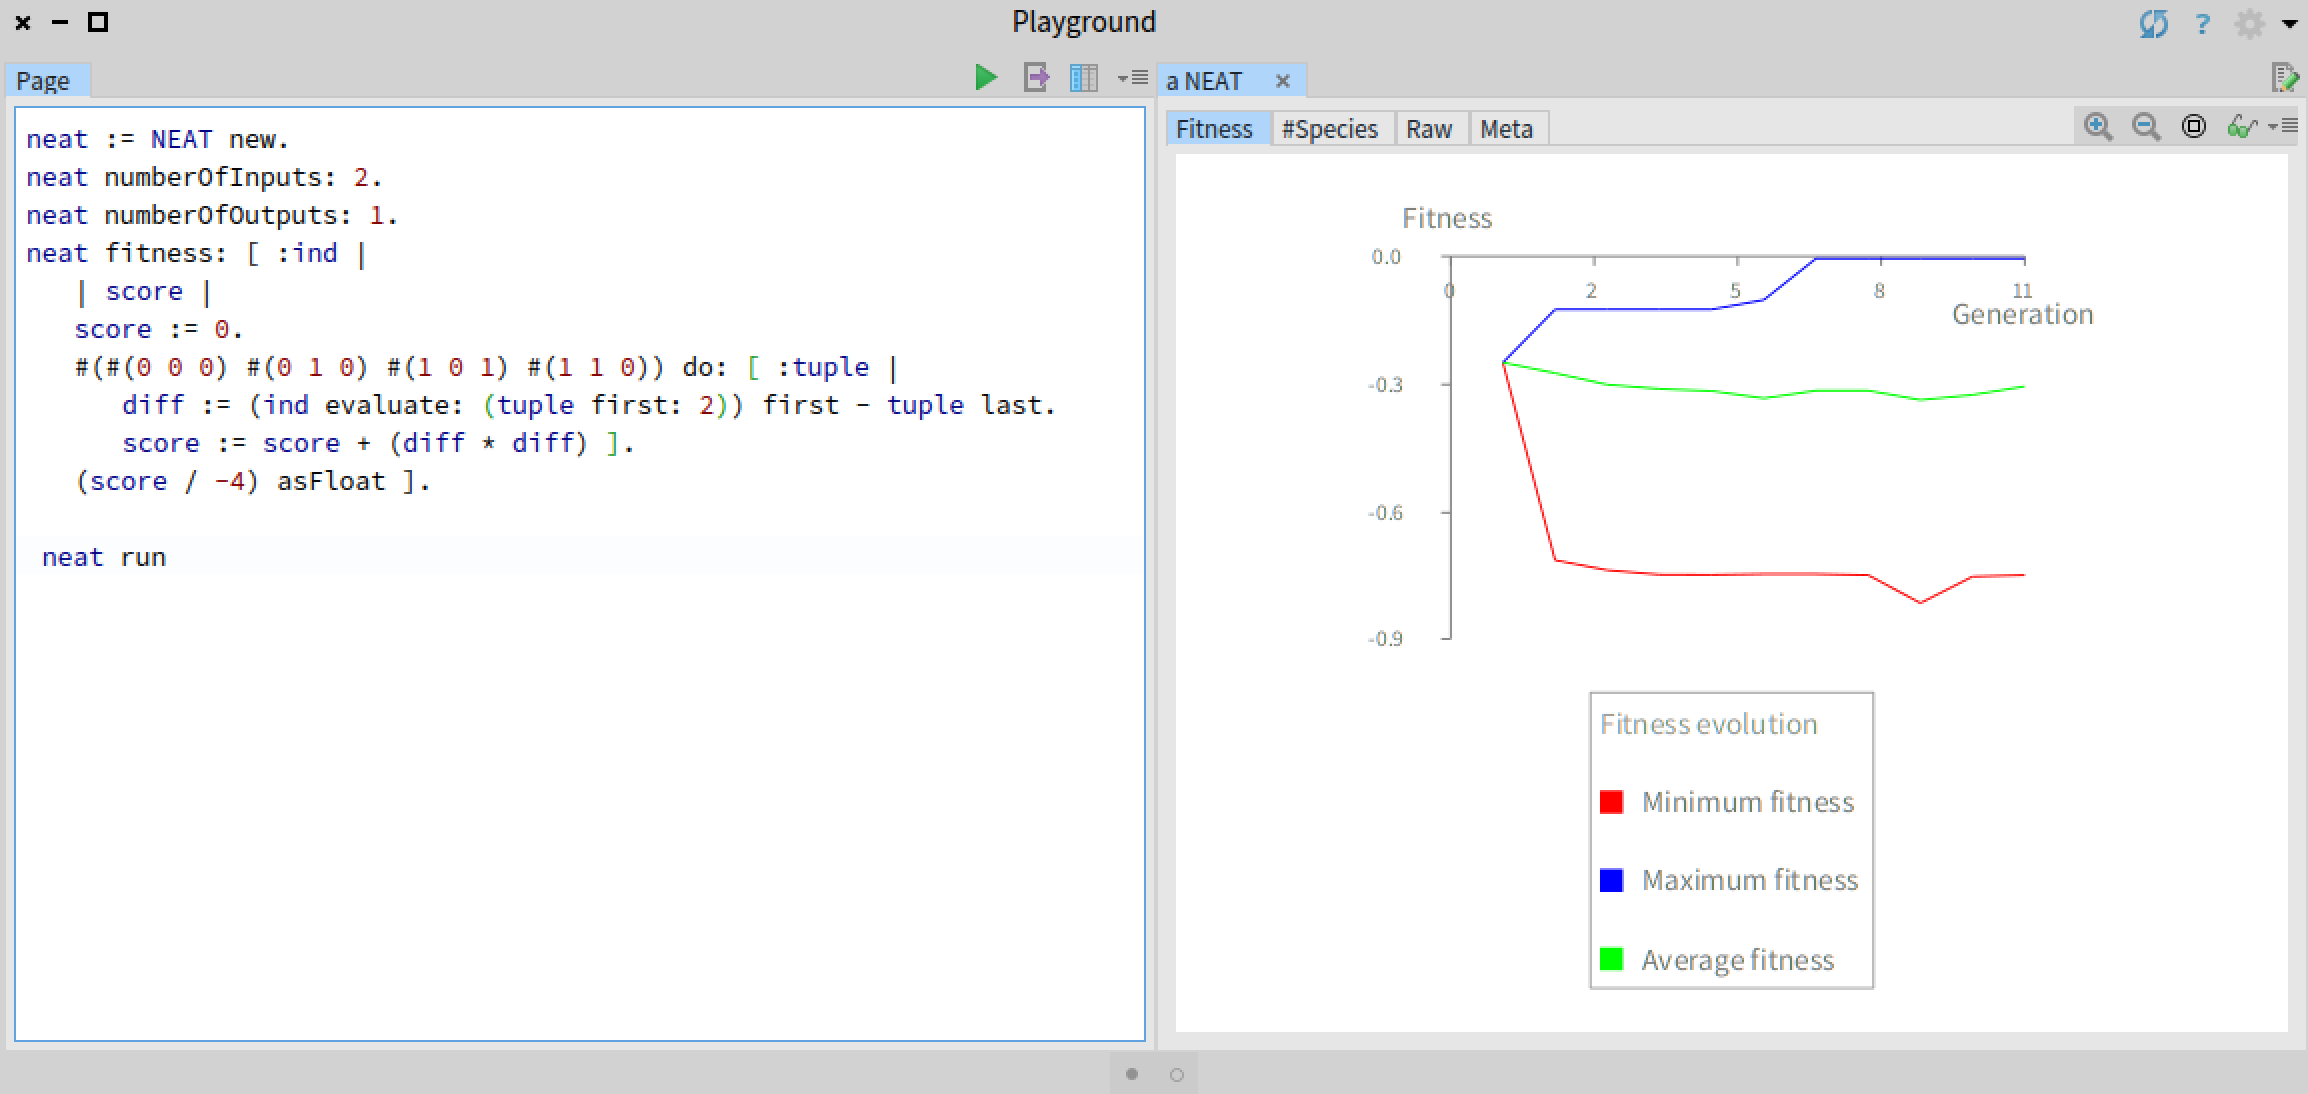 Playground
?
Page
a NEAT ×
neat := NEAT new.
neat numberOfInputs: 2.
neat numberOfOutputs: 1.
neat fitness: [ :ind |
| score |
score := 0.
#(#(0 0 0) #(0 1 0) #(1 0 1) #(1 1 0)) do: [ :tuple |
diff := (ind evaluate: (tuple first: 2)) first - tuple last.
score := score + (diff * diff) ].
(score / -4) asFloat ].
neat run
Fitness #Species Raw Meta
Fitness
0.0
0 2 5 8 11
Generation
-0.3
-0.6
-0.9
Fitness evolution
Minimum fitness
Maximum fitness
Average fitness